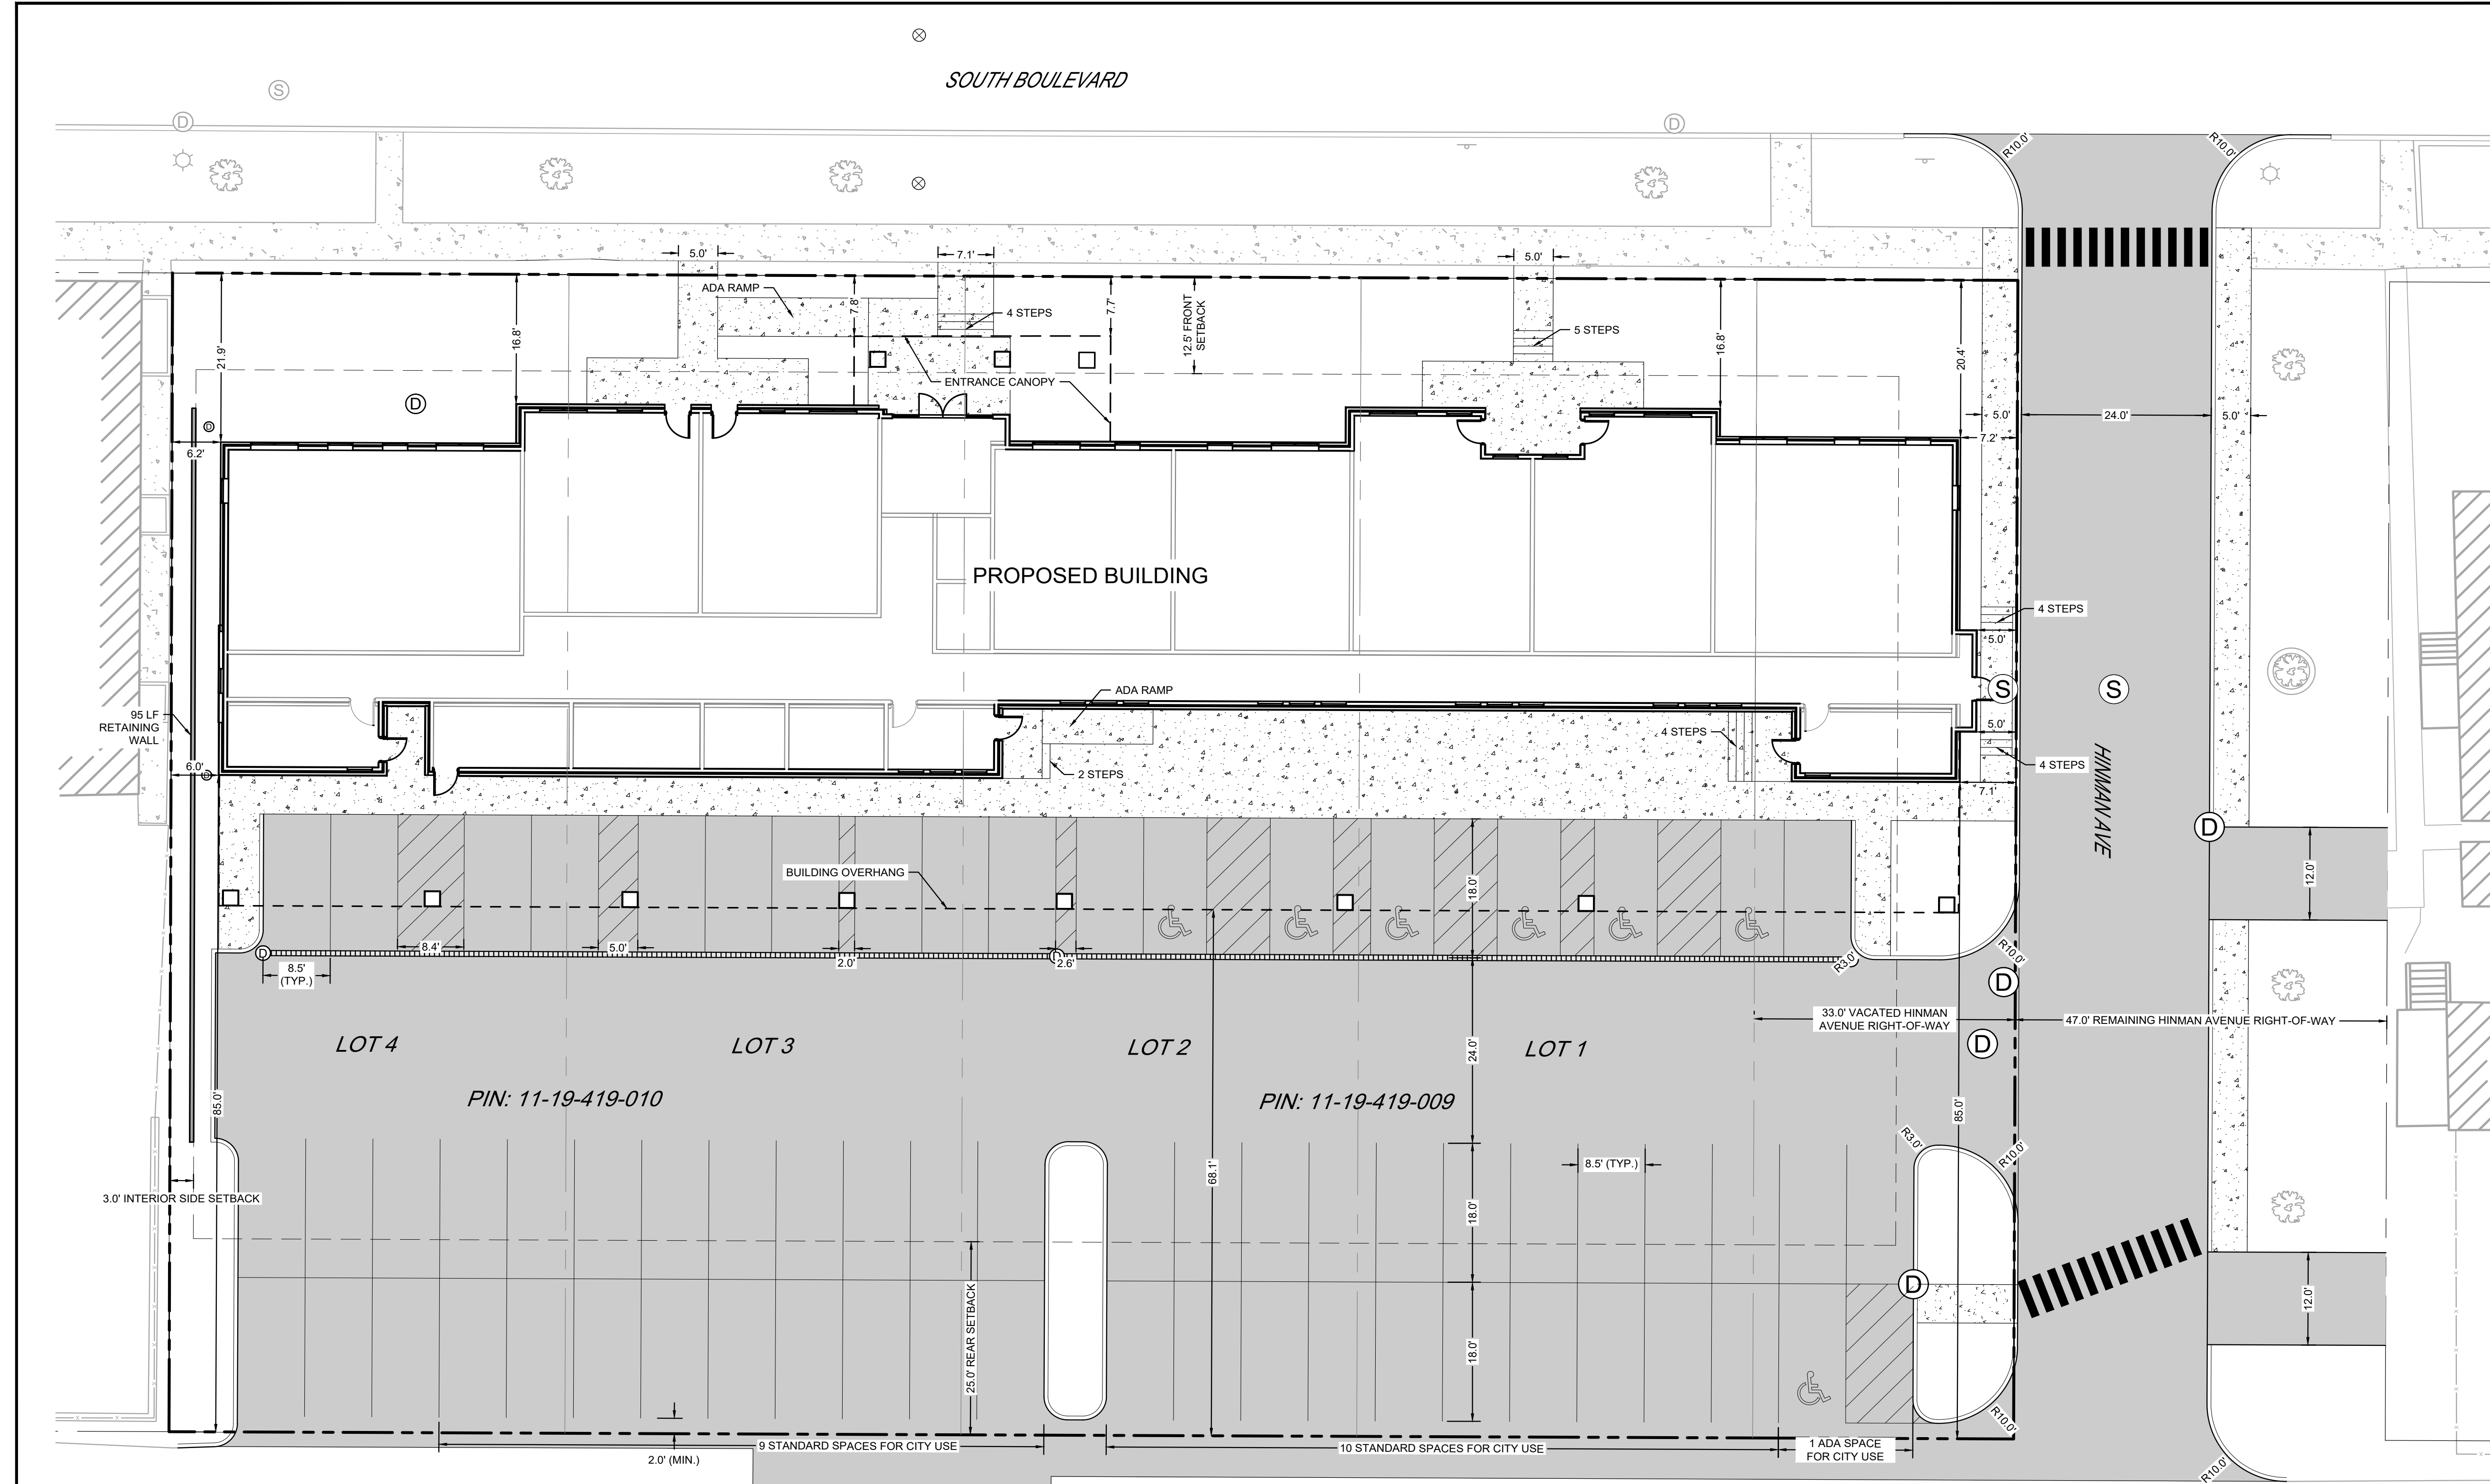 SOUTH BOULEVARD
S
D
D
R10.0'
R10.0'
5.0'
7.1'
5.0'
ADA RAMP
4 STEPS
5 STEPS
7.8'
7.7'
12.5' FRONT
SETBACK
21.9'
16.8'
16.8'
20.4'
ENTRANCE CANOPY
D
D
5.0'
24.0'
5.0'
7.2'
6.2'
PROPOSED BUILDING
4 STEPS
5.0'
S
S
ADA RAMP
95 LF
RETAINING
WALL
4 STEPS
5.0'
4 STEPS
2 STEPS
6.0'
D
7.1'
HINMAN AVE
D
12.0'
BUILDING OVERHANG
18.0'
8.4'
5.0'
2.0'
D
2.6'
D
8.5'
(TYP.)
R3.0'
R10.0'
D
33.0' VACATED HINMAN
AVENUE RIGHT-OF-WAY
47.0' REMAINING HINMAN AVENUE RIGHT-OF-WAY
D
LOT 4
LOT 3
LOT 2
LOT 1
24.0'
PIN: 11-19-419-010
PIN: 11-19-419-009
85.0'
85.0'
68.1'
8.5' (TYP.)
R3.0'
R10.0'
3.0' INTERIOR SIDE SETBACK
18.0'
25.0' REAR SETBACK
D
12.0'
18.0'
R10.0'
2.0' (MIN.)
9 STANDARD SPACES FOR CITY USE
10 STANDARD SPACES FOR CITY USE
1 ADA SPACE
FOR CITY USE
R10.0'